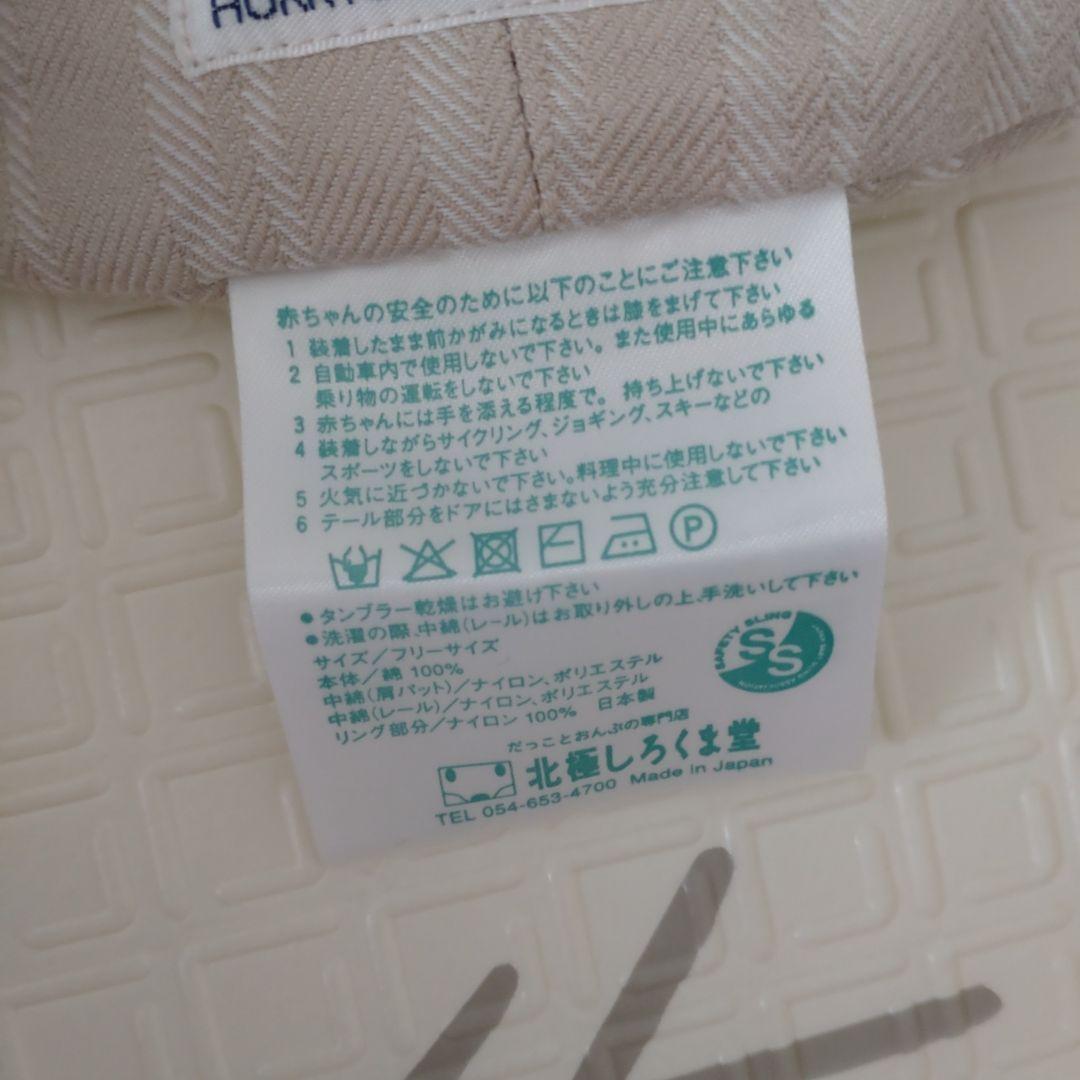 赤ちゃんの安全のために以下のことにご注意下さい
1 装着したまま前かがみになるときは膝をまげて下さい
2 自動車内で使用しないで下さい。また使用中にあらゆる
乗り物の運転をしないで下さい
3 赤ちゃんには手を添える程度で。持ち上げないで下さい
4 装着しながらサイクリング、ジョギング、スキーなどの
スポーツをしないで下さい
5 火気に近づかないで下さい。料理中に使用しないで下さい
6 テール部分をドアにはさまないよう充分注意して下さい
P
●タンブラー乾燥はお避け下さい
●洗濯の際、中綿(レール)はお取り外しの上、手洗いして下さい
サイズ/フリーサイズ
本体/綿 100%
中綿(肩パット)/ナイロン、ポリエステル
中綿(レール)/ナイロン、ポリエステル
リング部分/ナイロン 100% 日本製
SAFETY SLING
SS
だっことおんぶの専門店
北極しろくま堂
TEL 054-653-4700 Made in Japan